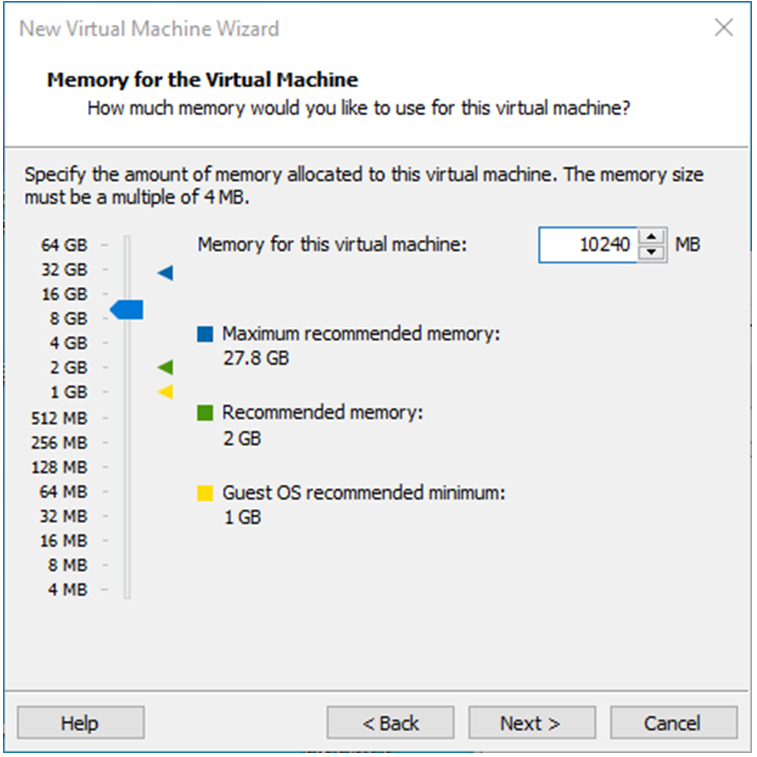 New Virtual Machine Wizard
Memory for the Virtual Machine
How much memory would you like to use for this virtual machine?
Specify the amount of memory allocated to this virtual machine. The memory size
must be a multiple of 4 MB.
64 GB
32 GB
16 GB
8 GB
4 GB
2 GB
1 GB
512 MB
256 MB
128 MB
64 MB
32 MB
16 MB
8 MB
4 MB
Memory for this virtual machine: 10240 MB
Maximum recommended memory:
27.8 GB
Recommended memory:
2 GB
Guest OS recommended minimum:
1 GB
Help < Back Next > Cancel